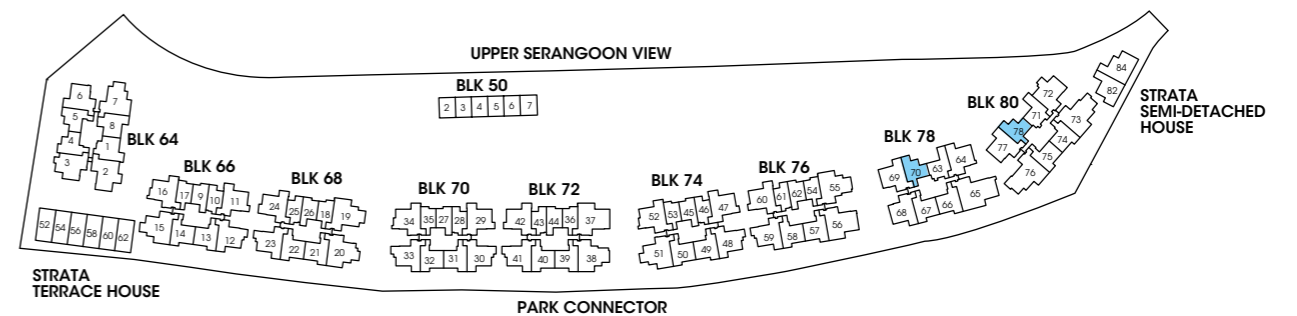 UPPER SERANGOON VIEW
BLK 50
2 3 4 5 6 7
BLK 64
6 7
5 8
4 1
3 2
BLK 66
16 17 9 10 11
15 14 13 12
BLK 68
24 25 26 18 19
23 22 21 20
BLK 70
34 35 27 28 29
33 32 31 30
BLK 72
42 43 44 36 37
41 40 39 38
BLK 74
52 53 45 46 47
51 50 49 48
BLK 76
60 61 62 54 55
59 58 57 56
BLK 78
69 70 63 64
68 67 66 65
BLK 80
72
71
78 73
77 74
75
76
84
82
STRATA
SEMI-DETACHED
HOUSE
52 54 56 58 60 62
STRATA
TERRACE HOUSE
PARK CONNECTOR